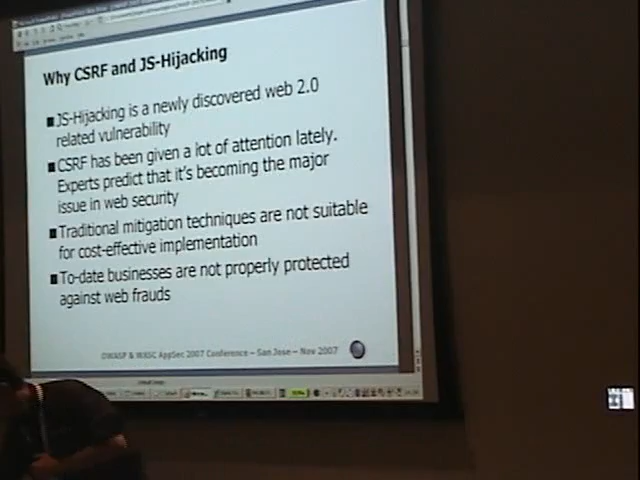 Why CSRF and JS-Hijacking
JS-Hijacking is a newly discovered web 2.0
related vulnerability
CSRF has been given a lot of attention lately.
Experts predict that it's becoming the major
issue in web security
Traditional mitigation techniques are not suitable
for cost-effective implementation
To-date businesses are not properly protected
against web frauds
OWASP & WASC AppSec 2007 Conference – San Jose – Nov 2007